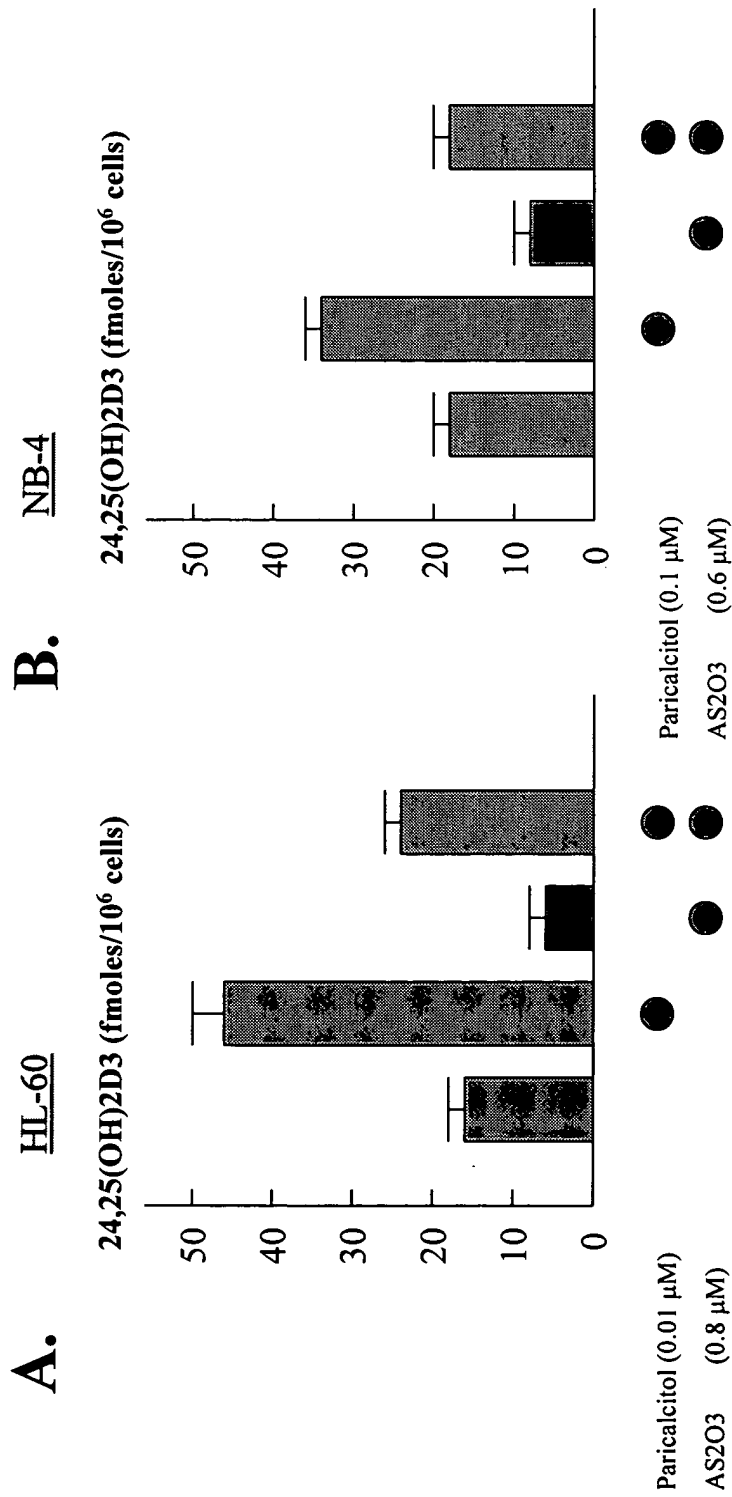 A.
HL-60
24,25(OH)2D3 (fmoles/10⁶ cells)
50
40
30
20
10
0
Paricalcitol (0.01 μM)
AS2O3 (0.8 μM)
B.
NB-4
24,25(OH)2D3 (fmoles/10⁶ cells)
50
40
30
20
10
0
Paricalcitol (0.1 μM)
AS2O3 (0.6 μM)